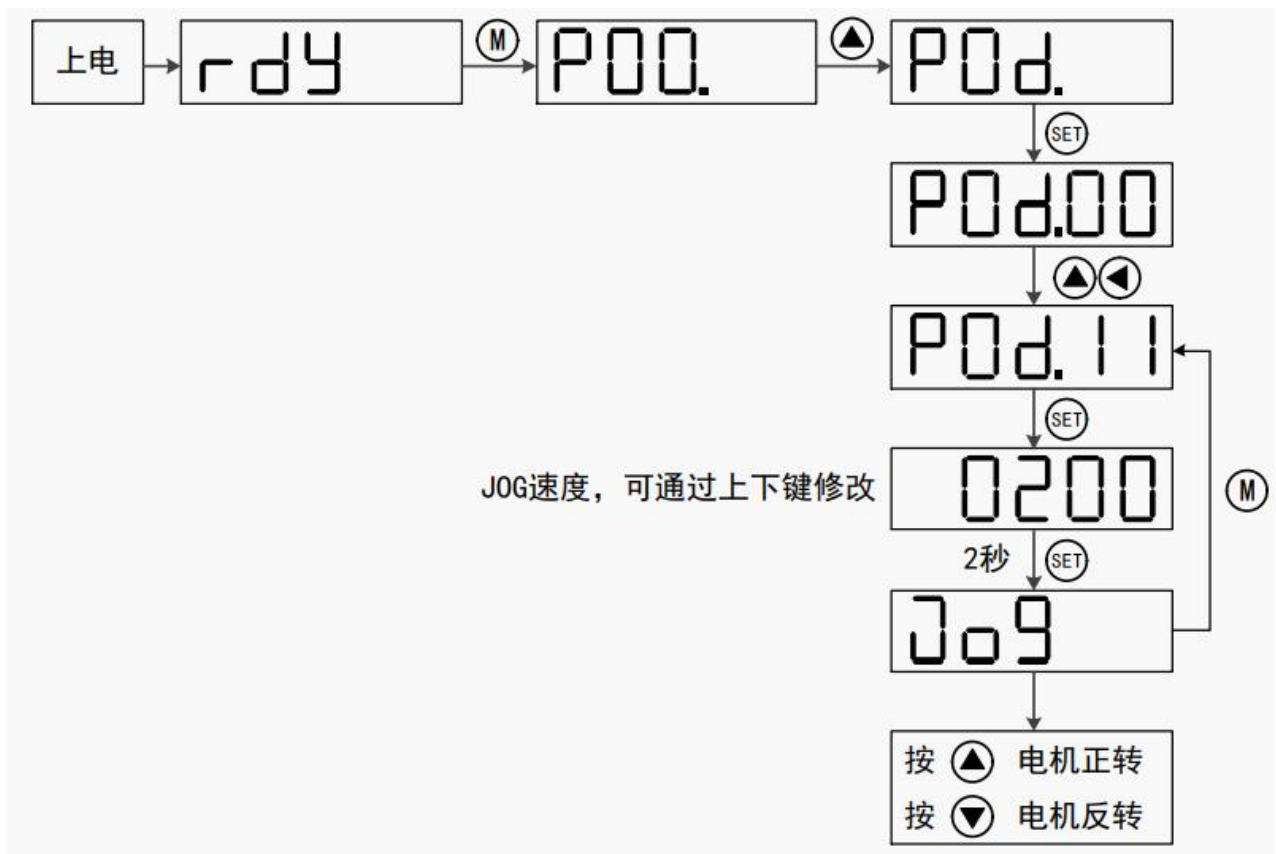 上电
rdy
M
P00.
P0d.
SET
P0d.00
P0d.11
SET
JOG速度，可通过上下键修改
0200
M
2秒
SET
Jog
按 ▲ 电机正转
按 ▼ 电机反转